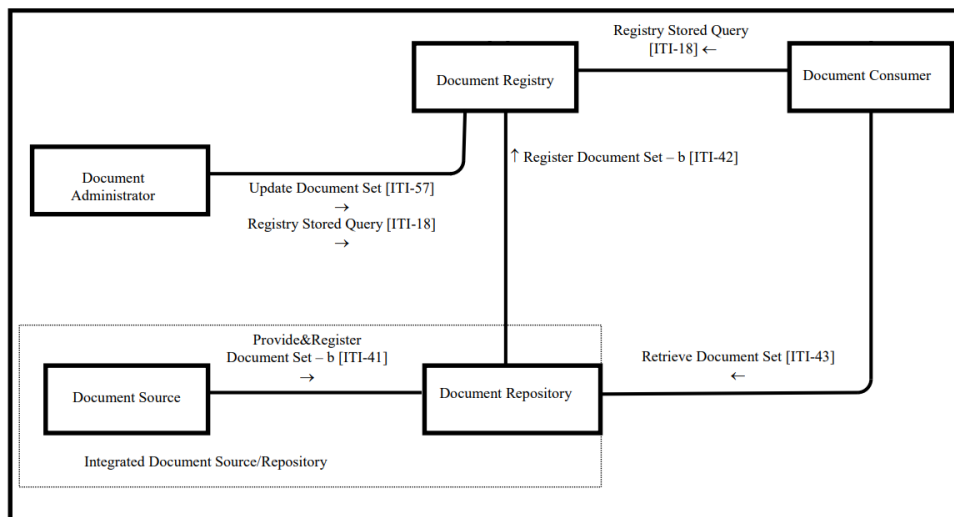 Registry Stored Query
[ITI-18] ←
Document Registry
Document Consumer
↑ Register Document Set – b [ITI-42]
Document
Administrator
Update Document Set [ITI-57]
→
Registry Stored Query [ITI-18]
→
Provide&Register
Document Set – b [ITI-41]
→
Retrieve Document Set [ITI-43]
←
Document Source
Document Repository
Integrated Document Source/Repository